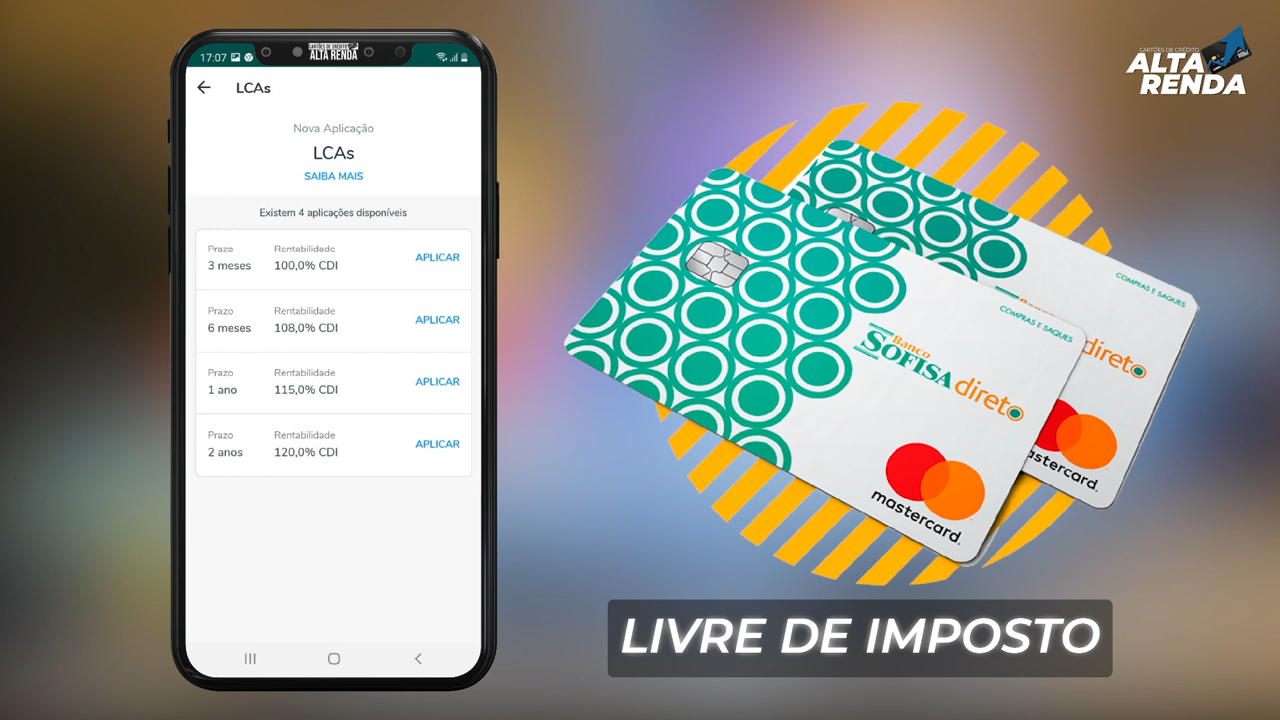 17:07
CARTÕES DE CRÉDITO
ALTA RENDA
LCAs
Nova Aplicação
LCAs
SAIBA MAIS
Existem 4 aplicações disponíveis
Prazo Rentabilidade
3 meses 100,0% CDI APLICAR
Prazo Rentabilidade
6 meses 108,0% CDI APLICAR
Prazo Rentabilidade
1 ano 115,0% CDI APLICAR
Prazo Rentabilidade
2 anos 120,0% CDI APLICAR
CARTÕES DE CRÉDITO
ALTA
RENDA
COMPRAS E SAQUES
direto
mastercard.
COMPRAS E SAQUES
Banco
SOFISA direto
mastercard.
LIVRE DE IMPOSTO